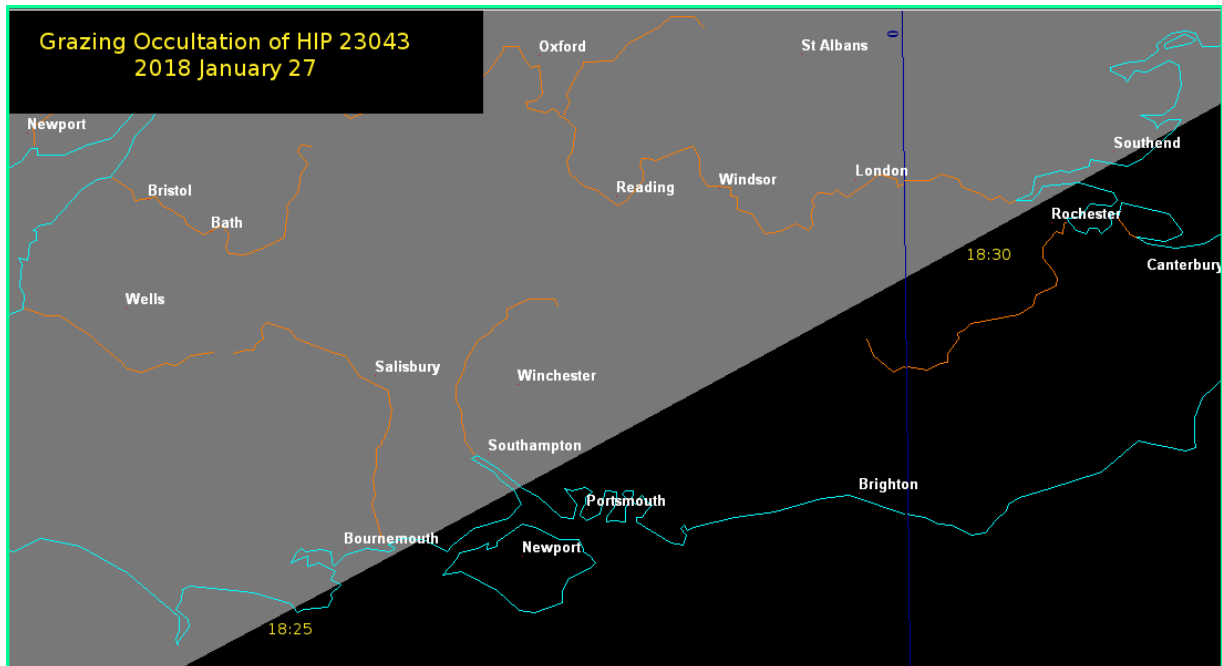 Grazing Occultation of HIP 23043
2018 January 27
Oxford
St Albans
0
Newport
Southend
London
Reading
Windsor
Bristol
Rochester
Bath
18:30
Canterbury
Wells
Salisbury
Winchester
Southampton
Brighton
Portsmouth
Bournemouth
Newport
18:25